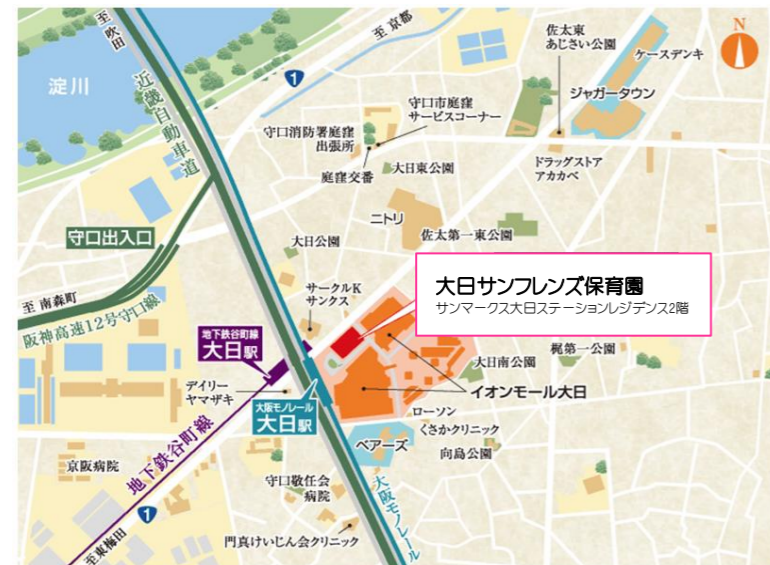 至 吹田
至 京都
佐太東
あじさい公園
N
ケースデンキ
淀川
近畿自動車道
1
ジャガータウン
守口市庭窪
サービスコーナー
守口消防署庭窪
出張所
庭窪交番
大日東公園
ドラッグストア
アカカベ
ニトリ
守口出入口
大日公園
佐太第一東公園
大日サンフレンズ保育園
サンマークス大日ステーションレジデンス2階
サークルK
サンクス
至 南森町
阪神高速12号守口線
地下鉄谷町線
大日駅
大日南公園
梶第一公園
デイリー
ヤマザキ
イオンモール大日
大阪モノレール
大日駅
ローソン
くさかクリニック
ベアーズ
向島公園
地下鉄谷町線
京阪病院
守口敬任会
病院
大阪モノレール
1
門真けいじん会クリニック
至東梅田